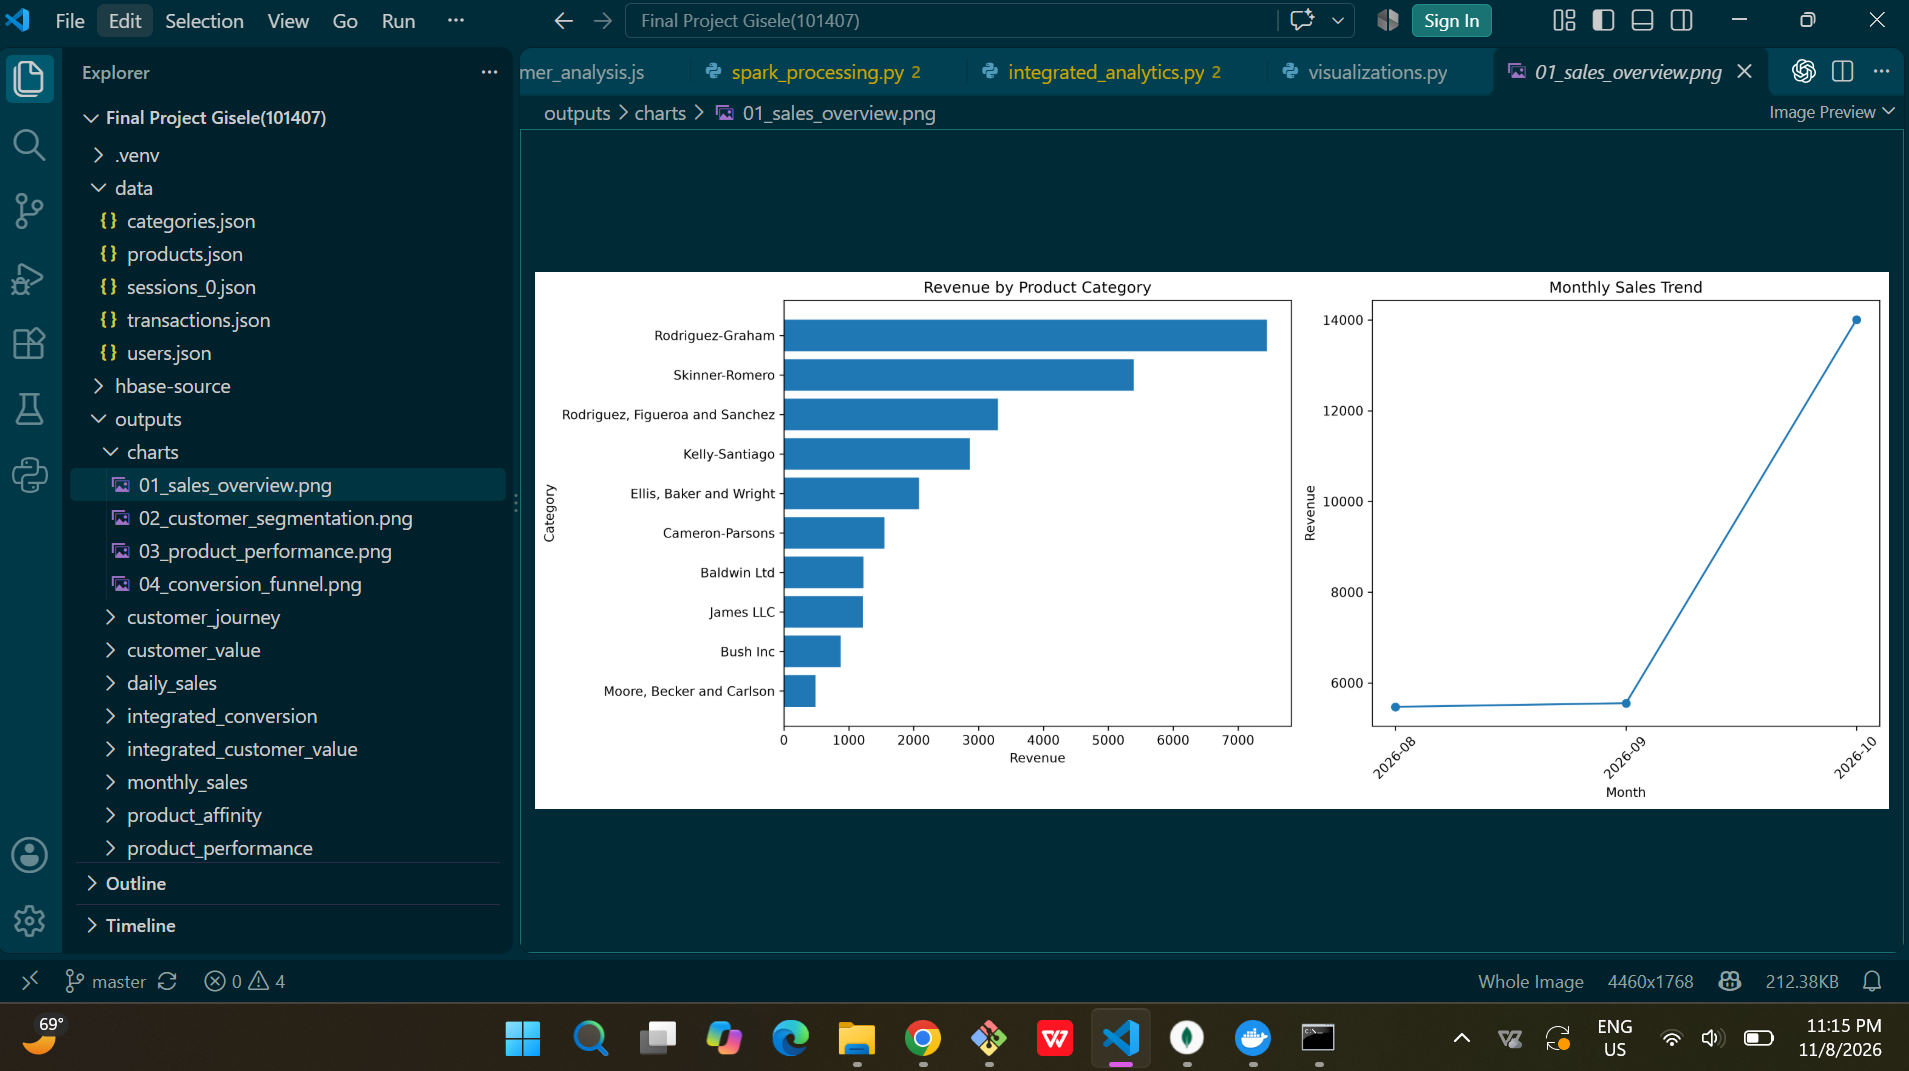 File Edit Selection View Go Run ...
Final Project Gisele(101407)
Sign In
Explorer
mer_analysis.js
spark_processing.py 2
integrated_analytics.py 2
visualizations.py
01_sales_overview.png
outputs > charts > 01_sales_overview.png
Image Preview
Final Project Gisele(101407)
.venv
data
{} categories.json
{} products.json
{} sessions_0.json
{} transactions.json
{} users.json
hbase-source
outputs
charts
01_sales_overview.png
02_customer_segmentation.png
03_product_performance.png
04_conversion_funnel.png
customer_journey
customer_value
daily_sales
integrated_conversion
integrated_customer_value
monthly_sales
product_affinity
product_performance
Outline
Timeline
Revenue by Product Category
Category
Rodriguez-Graham
Skinner-Romero
Rodriguez, Figueroa and Sanchez
Kelly-Santiago
Ellis, Baker and Wright
Cameron-Parsons
Baldwin Ltd
James LLC
Bush Inc
Moore, Becker and Carlson
0 1000 2000 3000 4000 5000 6000 7000
Revenue
Monthly Sales Trend
Revenue
14000
12000
10000
8000
6000
2026-08 2026-09 2026-10
Month
master
0 4
Whole Image
4460x1768
212.38KB
69°
ENG
US
11:15 PM
11/8/2026